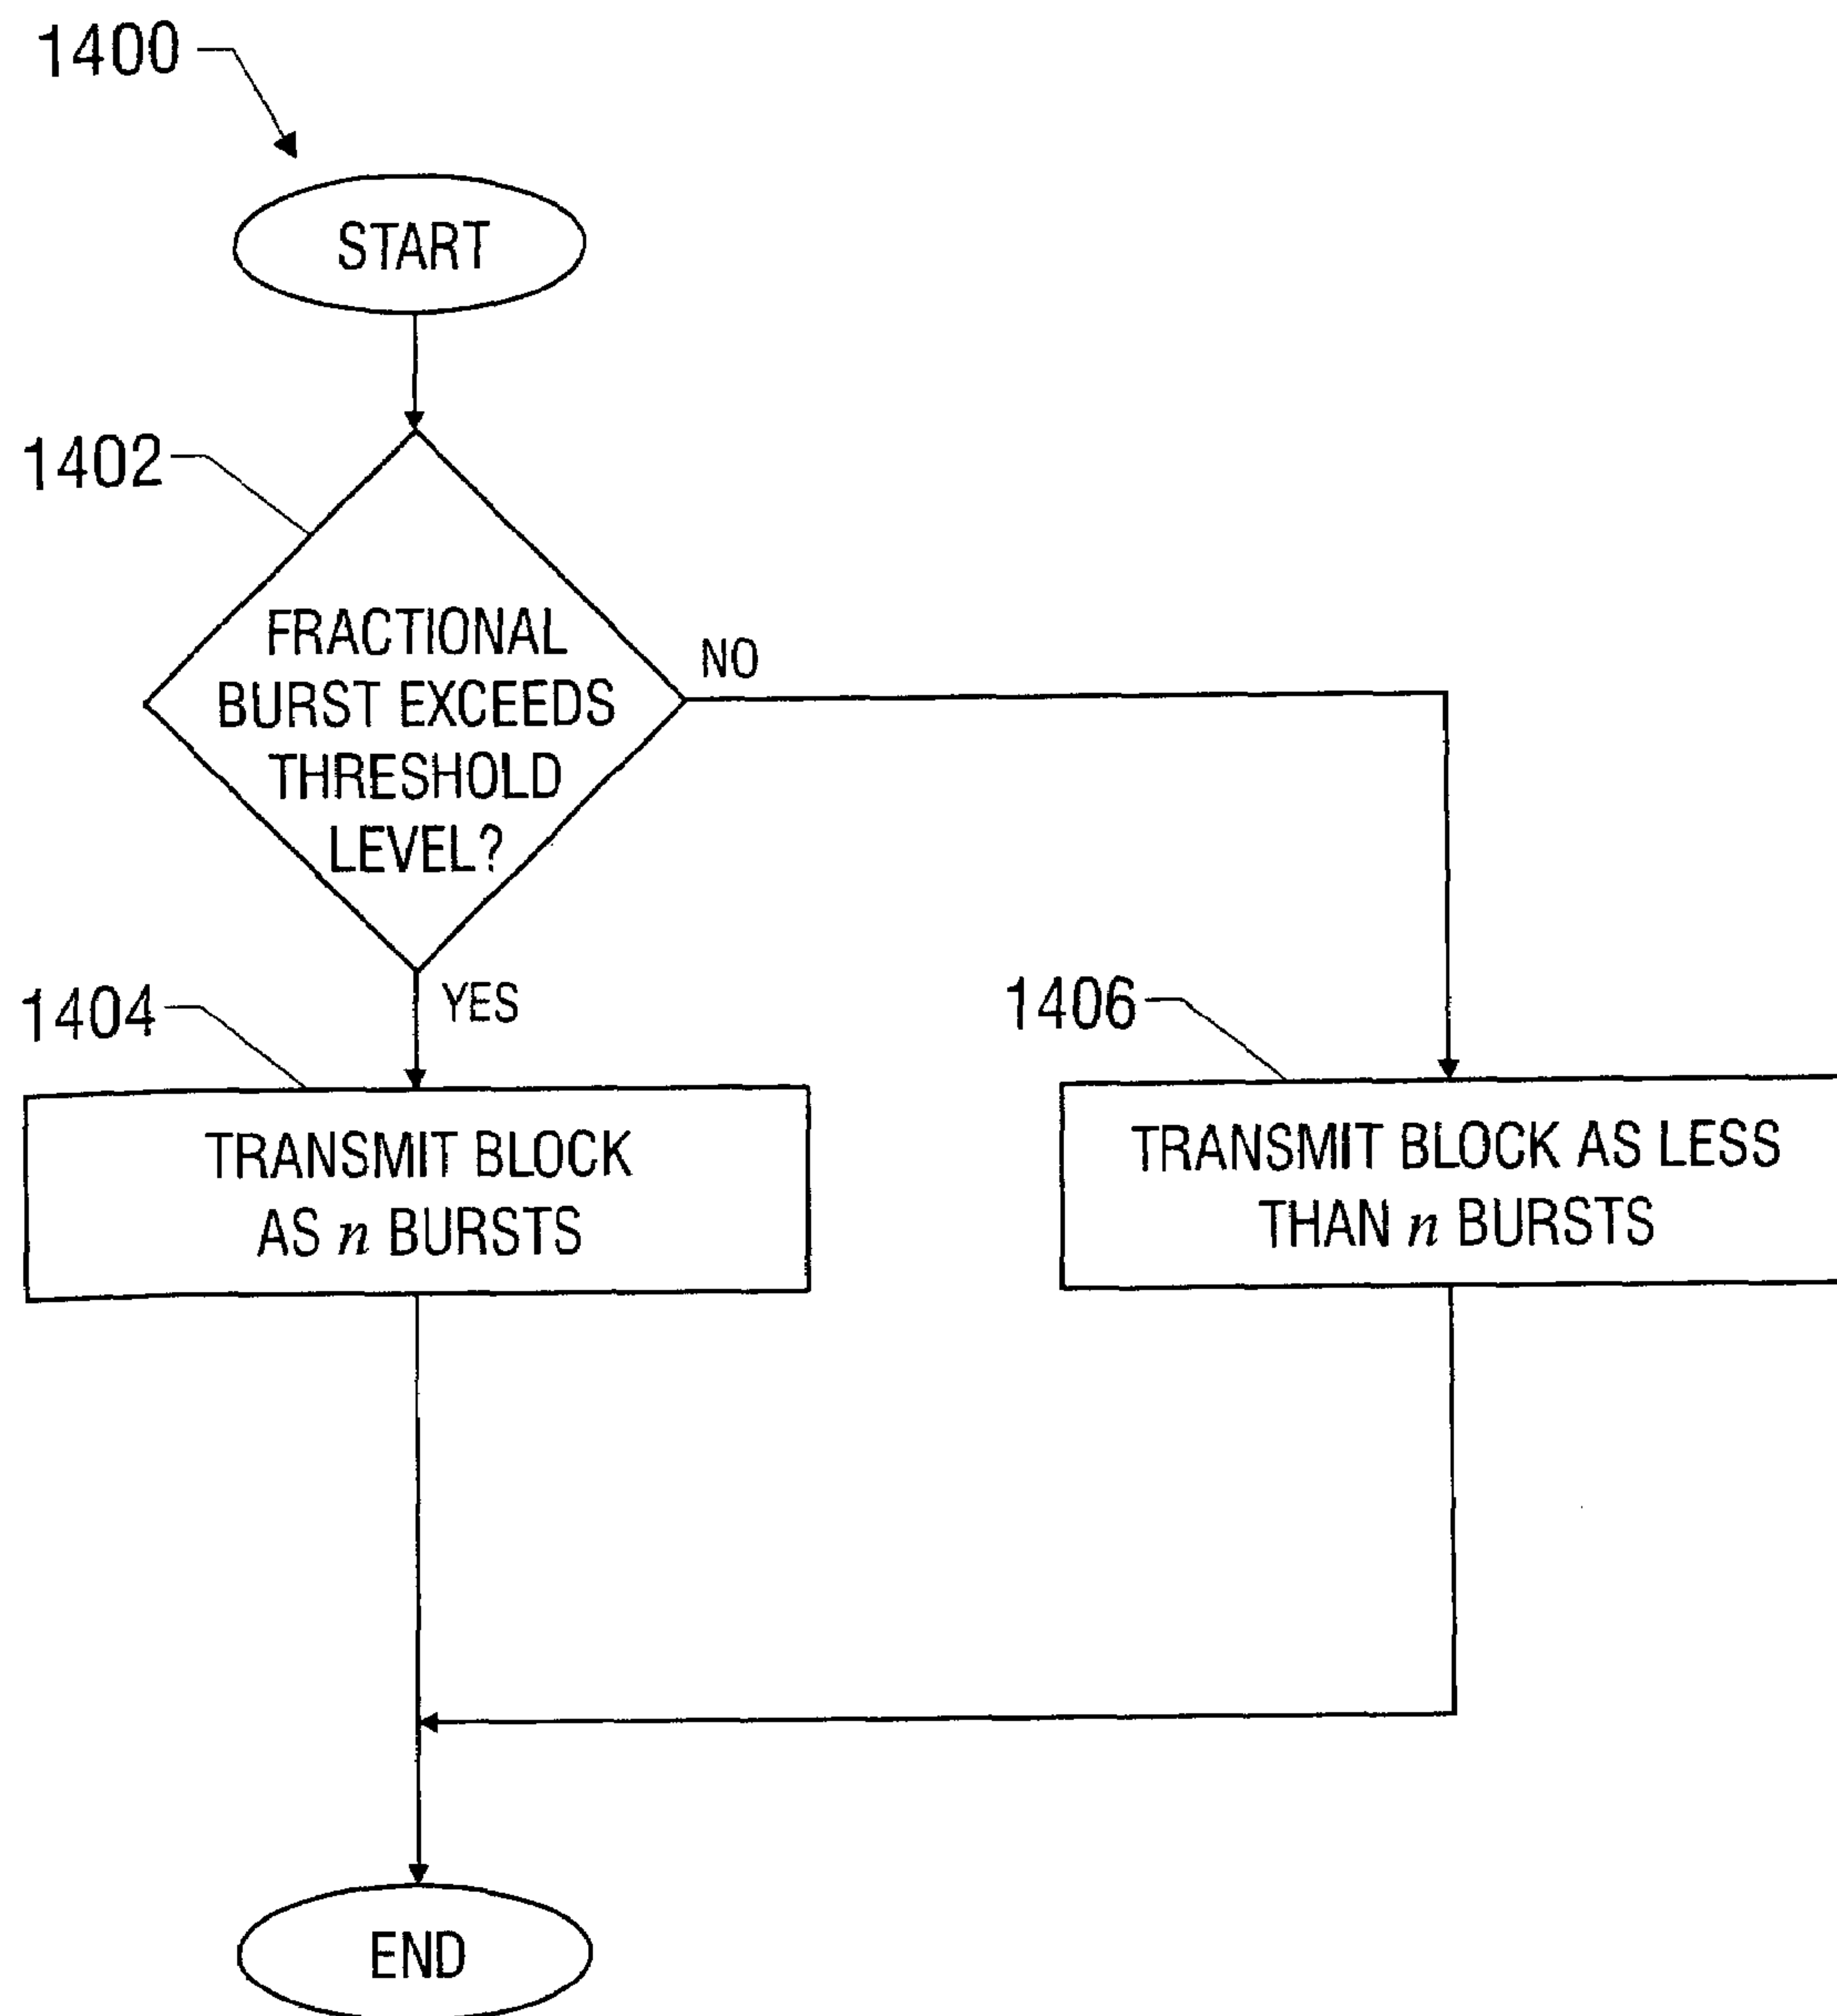 1400
START
1402
FRACTIONAL
BURST EXCEEDS
THRESHOLD
LEVEL?
NO
YES
1404
TRANSMIT BLOCK
AS n BURSTS
1406
TRANSMIT BLOCK AS LESS
THAN n BURSTS
END